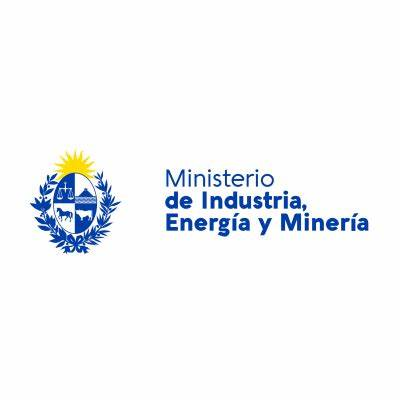 Ministerio
de Industria,
Energía y Minería